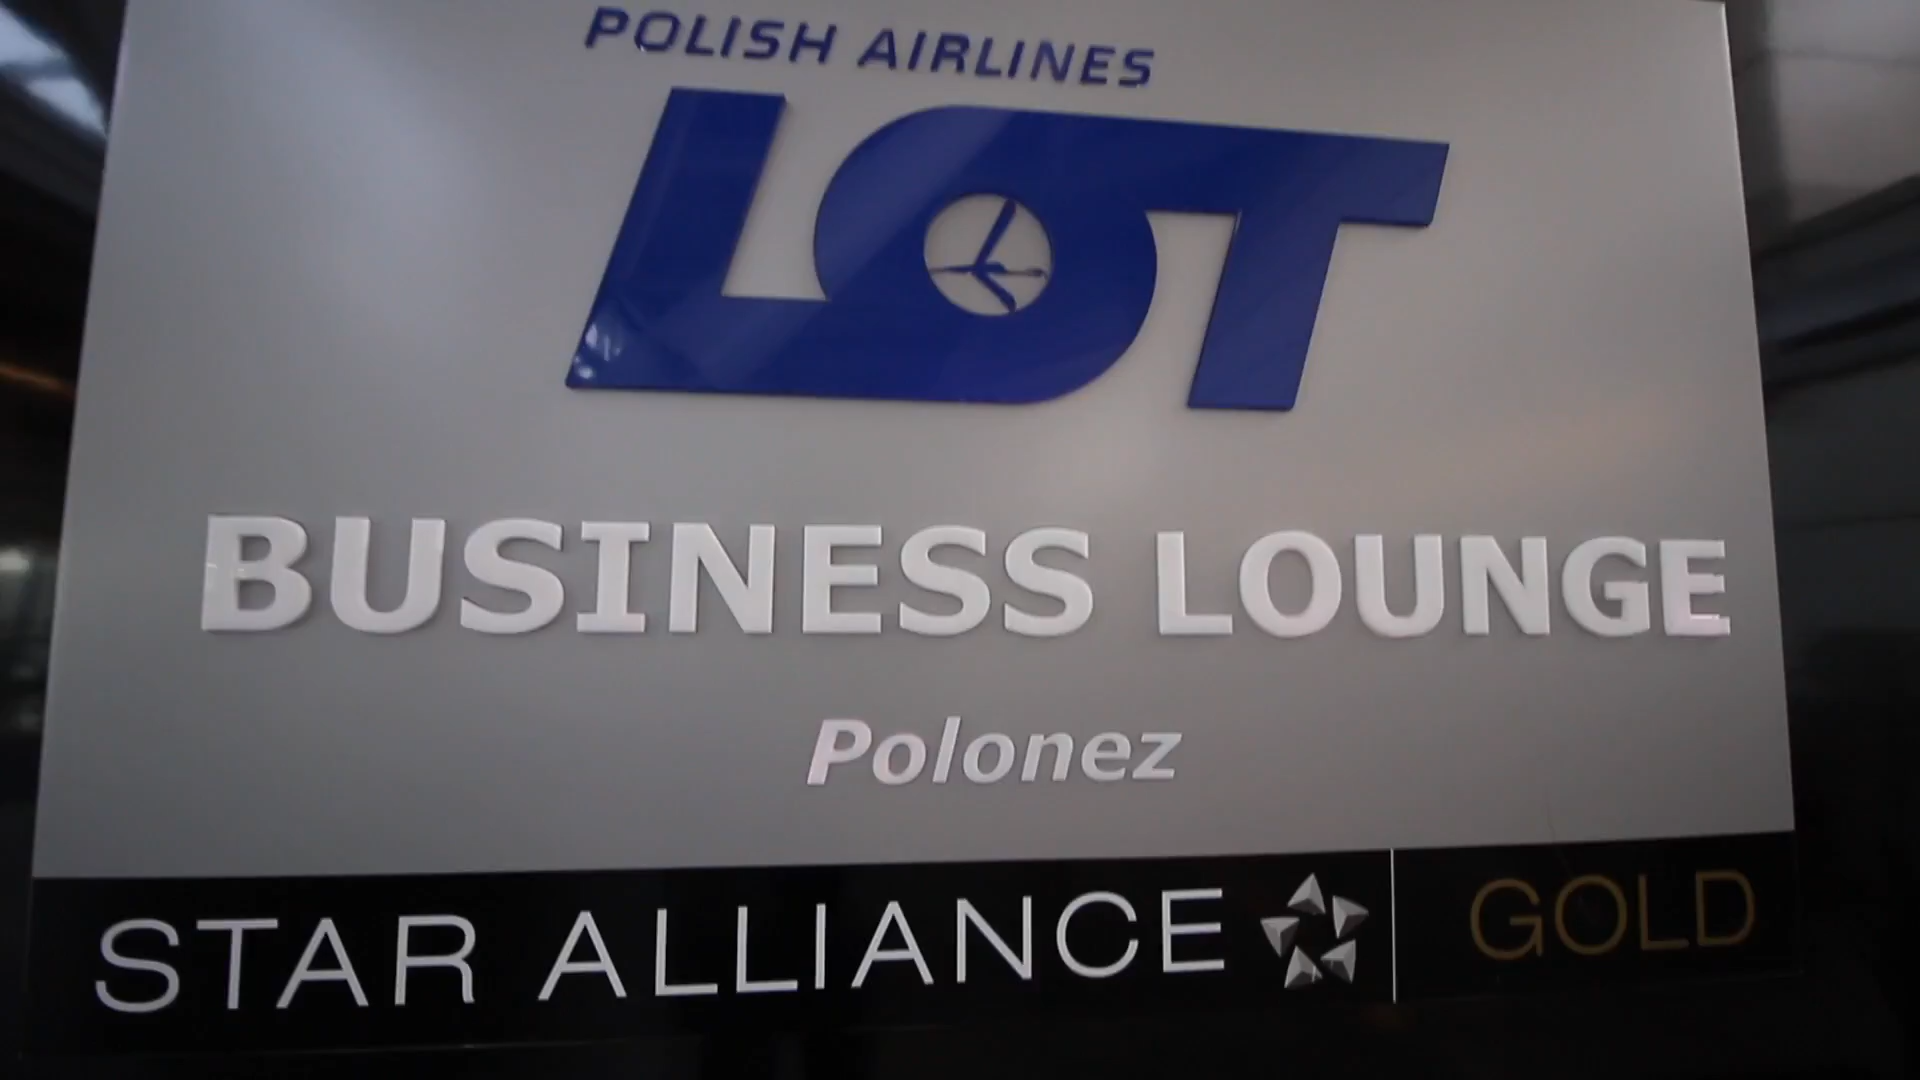 POLISH AIRLINES
LOT
BUSINESS LOUNGE
Polonez
STAR ALLIANCE GOLD